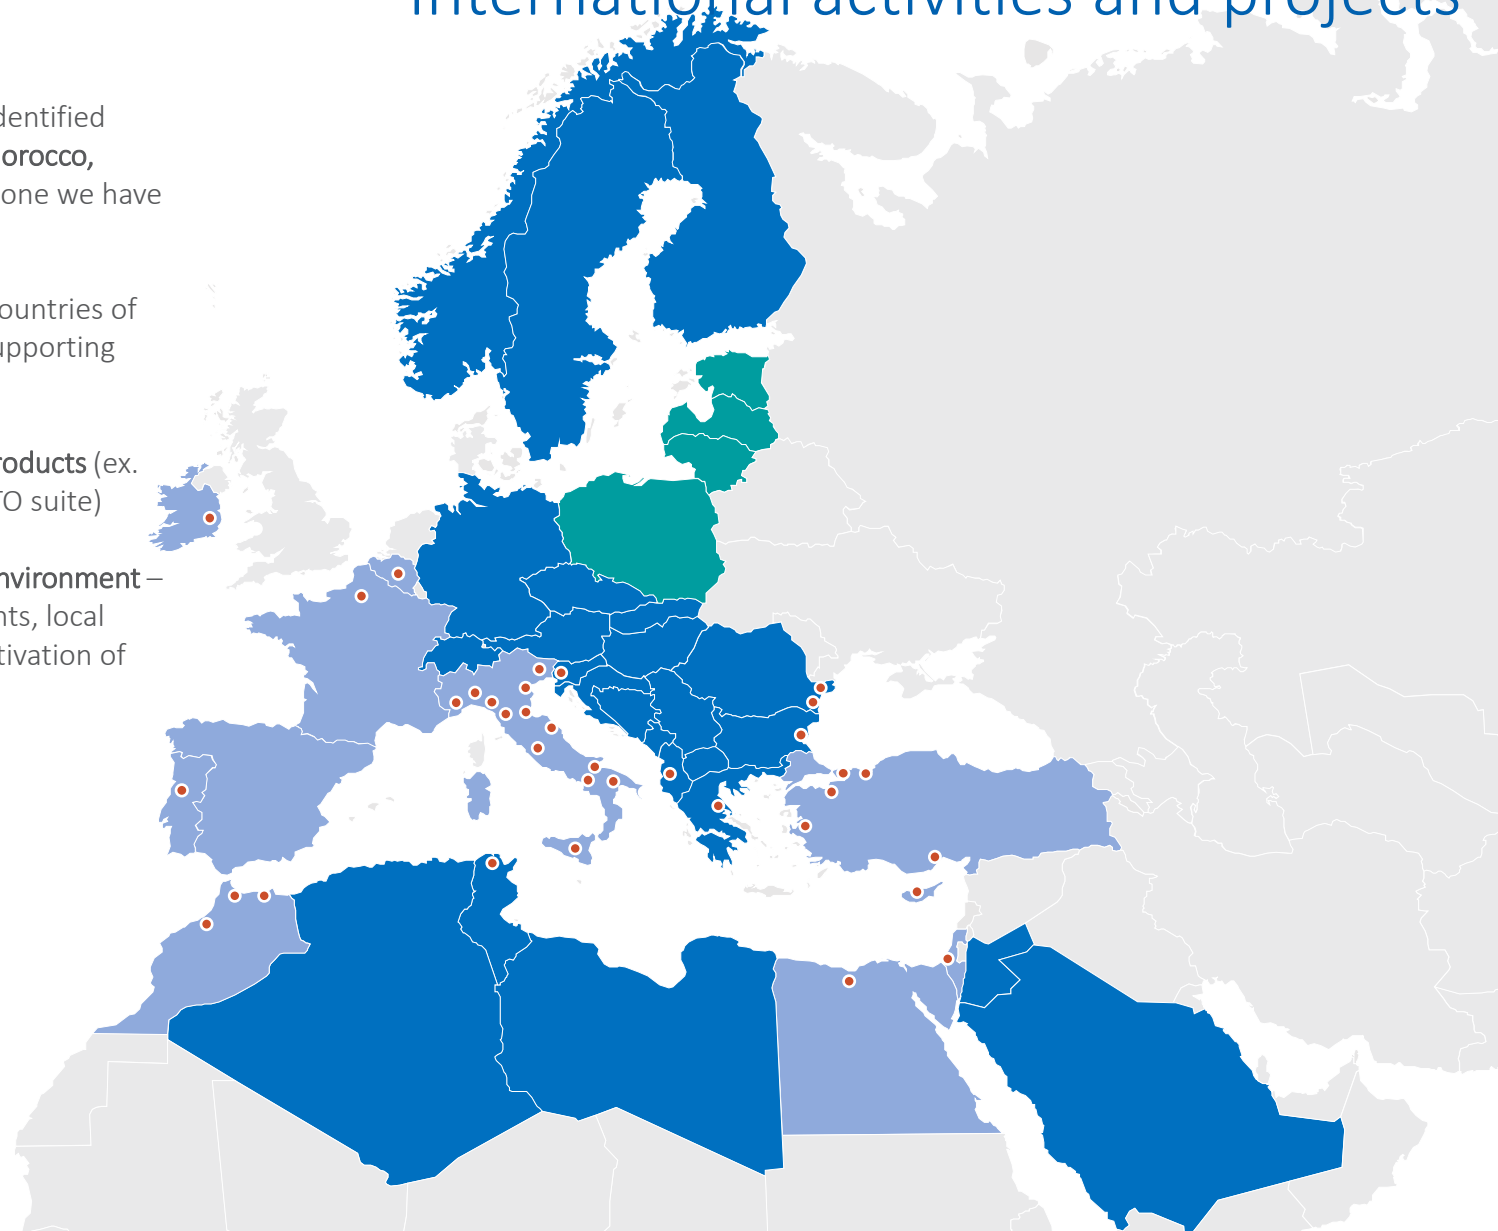 international activities and projects
dentified
orocco,
one we have
ountries of
upporting
roducts (ex.
TO suite)
nvironment –
nts, local
tivation of